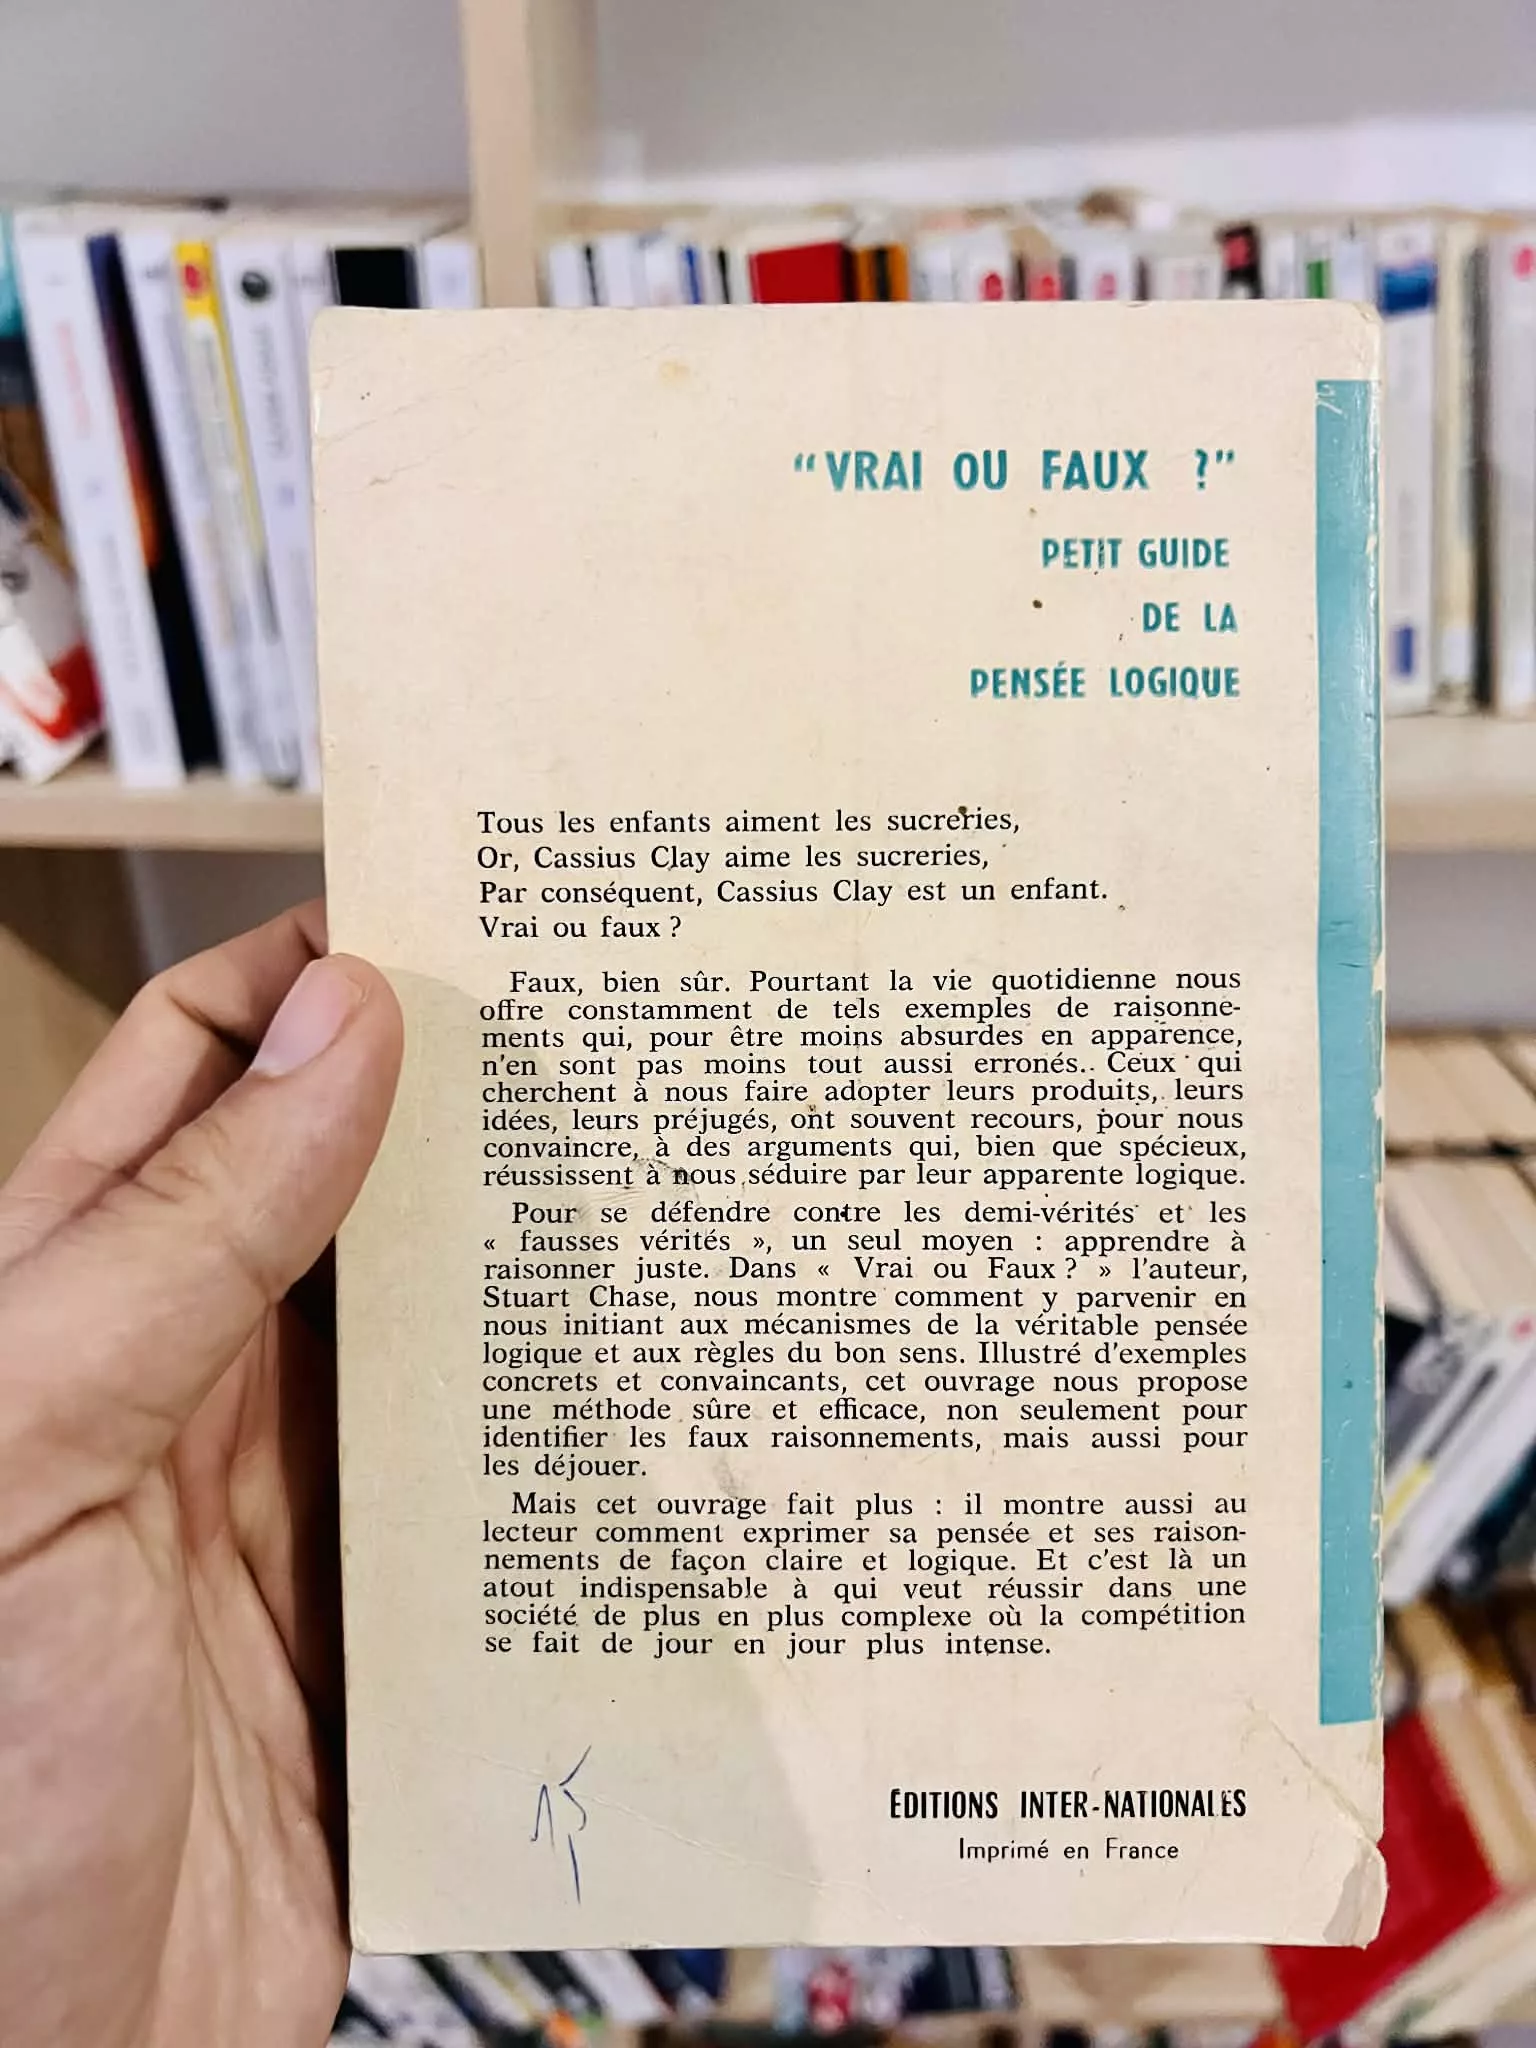 "VRAI OU FAUX ?"
PETIT GUIDE
DE LA
PENSÉE LOGIQUE
Tous les enfants aiment les sucreries,
Or, Cassius Clay aime les sucreries,
Par conséquent, Cassius Clay est un enfant.
Vrai ou faux ?
Faux, bien sûr. Pourtant la vie quotidienne nous
offre constamment de tels exemples de raisonne-
ments qui, pour être moins absurdes en apparence,
n'en sont pas moins tout aussi erronés. Ceux qui
cherchent à nous faire adopter leurs produits, leurs
idées, leurs préjugés, ont souvent recours, pour nous
convaincre, à des arguments qui, bien que spécieux,
réussissent à nous séduire par leur apparente logique.
Pour se défendre contre les demi-vérités et les
« fausses vérités », un seul moyen : apprendre à
raisonner juste. Dans « Vrai ou Faux ? » l'auteur,
Stuart Chase, nous montre comment y parvenir en
nous initiant aux mécanismes de la véritable pensée
logique et aux règles du bon sens. Illustré d'exemples
concrets et convaincants, cet ouvrage nous propose
une méthode sûre et efficace, non seulement pour
identifier les faux raisonnements, mais aussi pour
les déjouer.
Mais cet ouvrage fait plus : il montre aussi au
lecteur comment exprimer sa pensée et ses raison-
nements de façon claire et logique. Et c'est là un
atout indispensable à qui veut réussir dans une
société de plus en plus complexe où la compétition
se fait de jour en jour plus intense.
ÉDITIONS INTER-NATIONALES
Imprimé en France